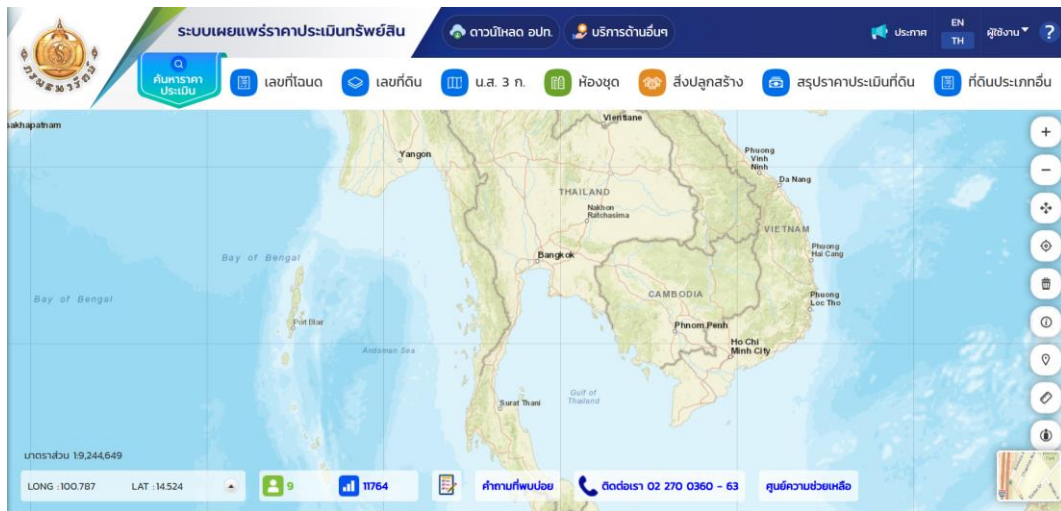 ระบบเผยแพร่ราคาประเมินทรัพย์สิน
ดาวน์โหลด อปท.
บริการด้านอื่นๆ
ประกาศ
EN
TH
ผู้ใช้งาน
?
กรมธนารักษ์
ค้นหาราคา
ประเมิน
เลขที่โฉนด
เลขที่ดิน
น.ส. 3 ก.
ห้องชุด
สิ่งปลูกสร้าง
สรุปราคาประเมินที่ดิน
ที่ดินประเภทอื่น
sakhapatnam
Vientiane
Yangon
Phuong
Vinh
Ninh
Da Nang
THAILAND
Nakhon
Ratchasima
VIETNAM
Phuong
Hai Cang
Bay of Bengal
Bangkok
Bay of Bengal
CAMBODIA
Phuong
Loc Tho
Port Blair
Phnom Penh
Andaman Sea
Ho Chi
Minh City
Gulf of
Thailand
Surat Thani
มาตราส่วน 1:9,244,649
LONG :100.787
LAT :14.524
9
11764
คำถามที่พบบ่อย
ติดต่อเรา 02 270 0360 - 63
ศูนย์ความช่วยเหลือ